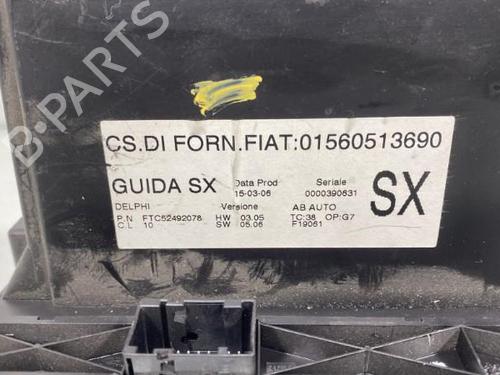 B-PARTS
CS.DI FORN.FIAT:01560513690
GUIDA SX Data Prod Seriale SX
15-03-06 0000390631
DELPHI Versione AB AUTO
P.N FTC52492078 HW 03.05 TC:38 OP:G7
C.L 10 SW 05.06 F19061